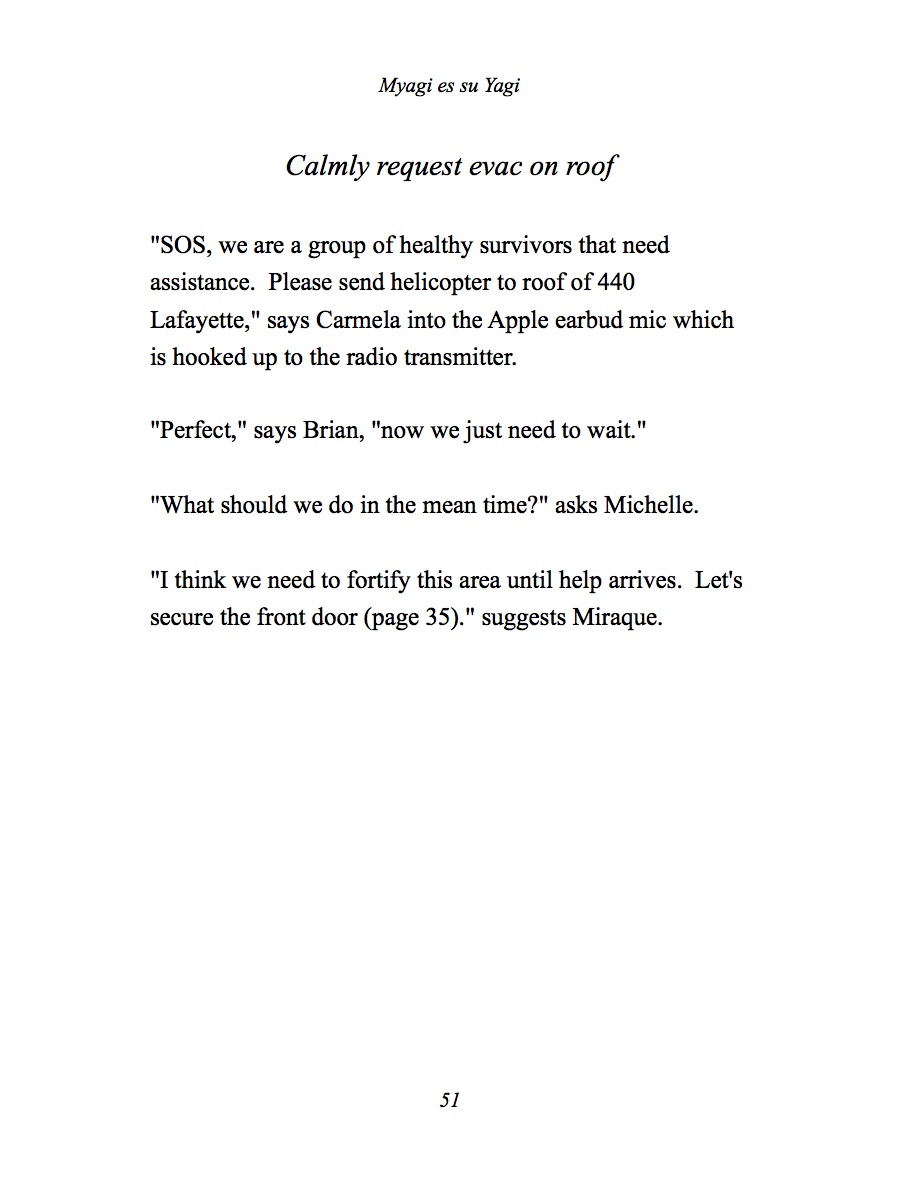 Myagi es su Yagi
Calmly request evac on roof
"SOS, we are a group of healthy survivors that need
assistance.  Please send helicopter to roof of 440
Lafayette," says Carmela into the Apple earbud mic which
is hooked up to the radio transmitter.
"Perfect," says Brian, "now we just need to wait."
"What should we do in the mean time?" asks Michelle.
"I think we need to fortify this area until help arrives.  Let's
secure the front door (page 35)." suggests Miraque.
51